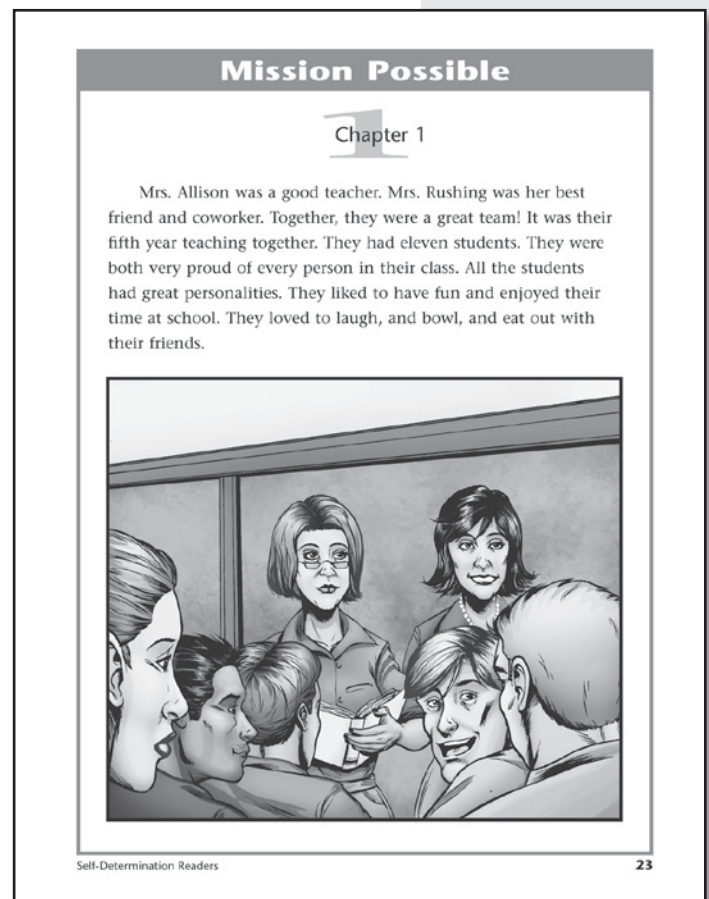 Mission Possible
1
Chapter 1
Mrs. Allison was a good teacher. Mrs. Rushing was her best
friend and coworker. Together, they were a great team! It was their
fifth year teaching together. They had eleven students. They were
both very proud of every person in their class. All the students
had great personalities. They liked to have fun and enjoyed their
time at school. They loved to laugh, and bowl, and eat out with
their friends.
Self-Determination Readers
23